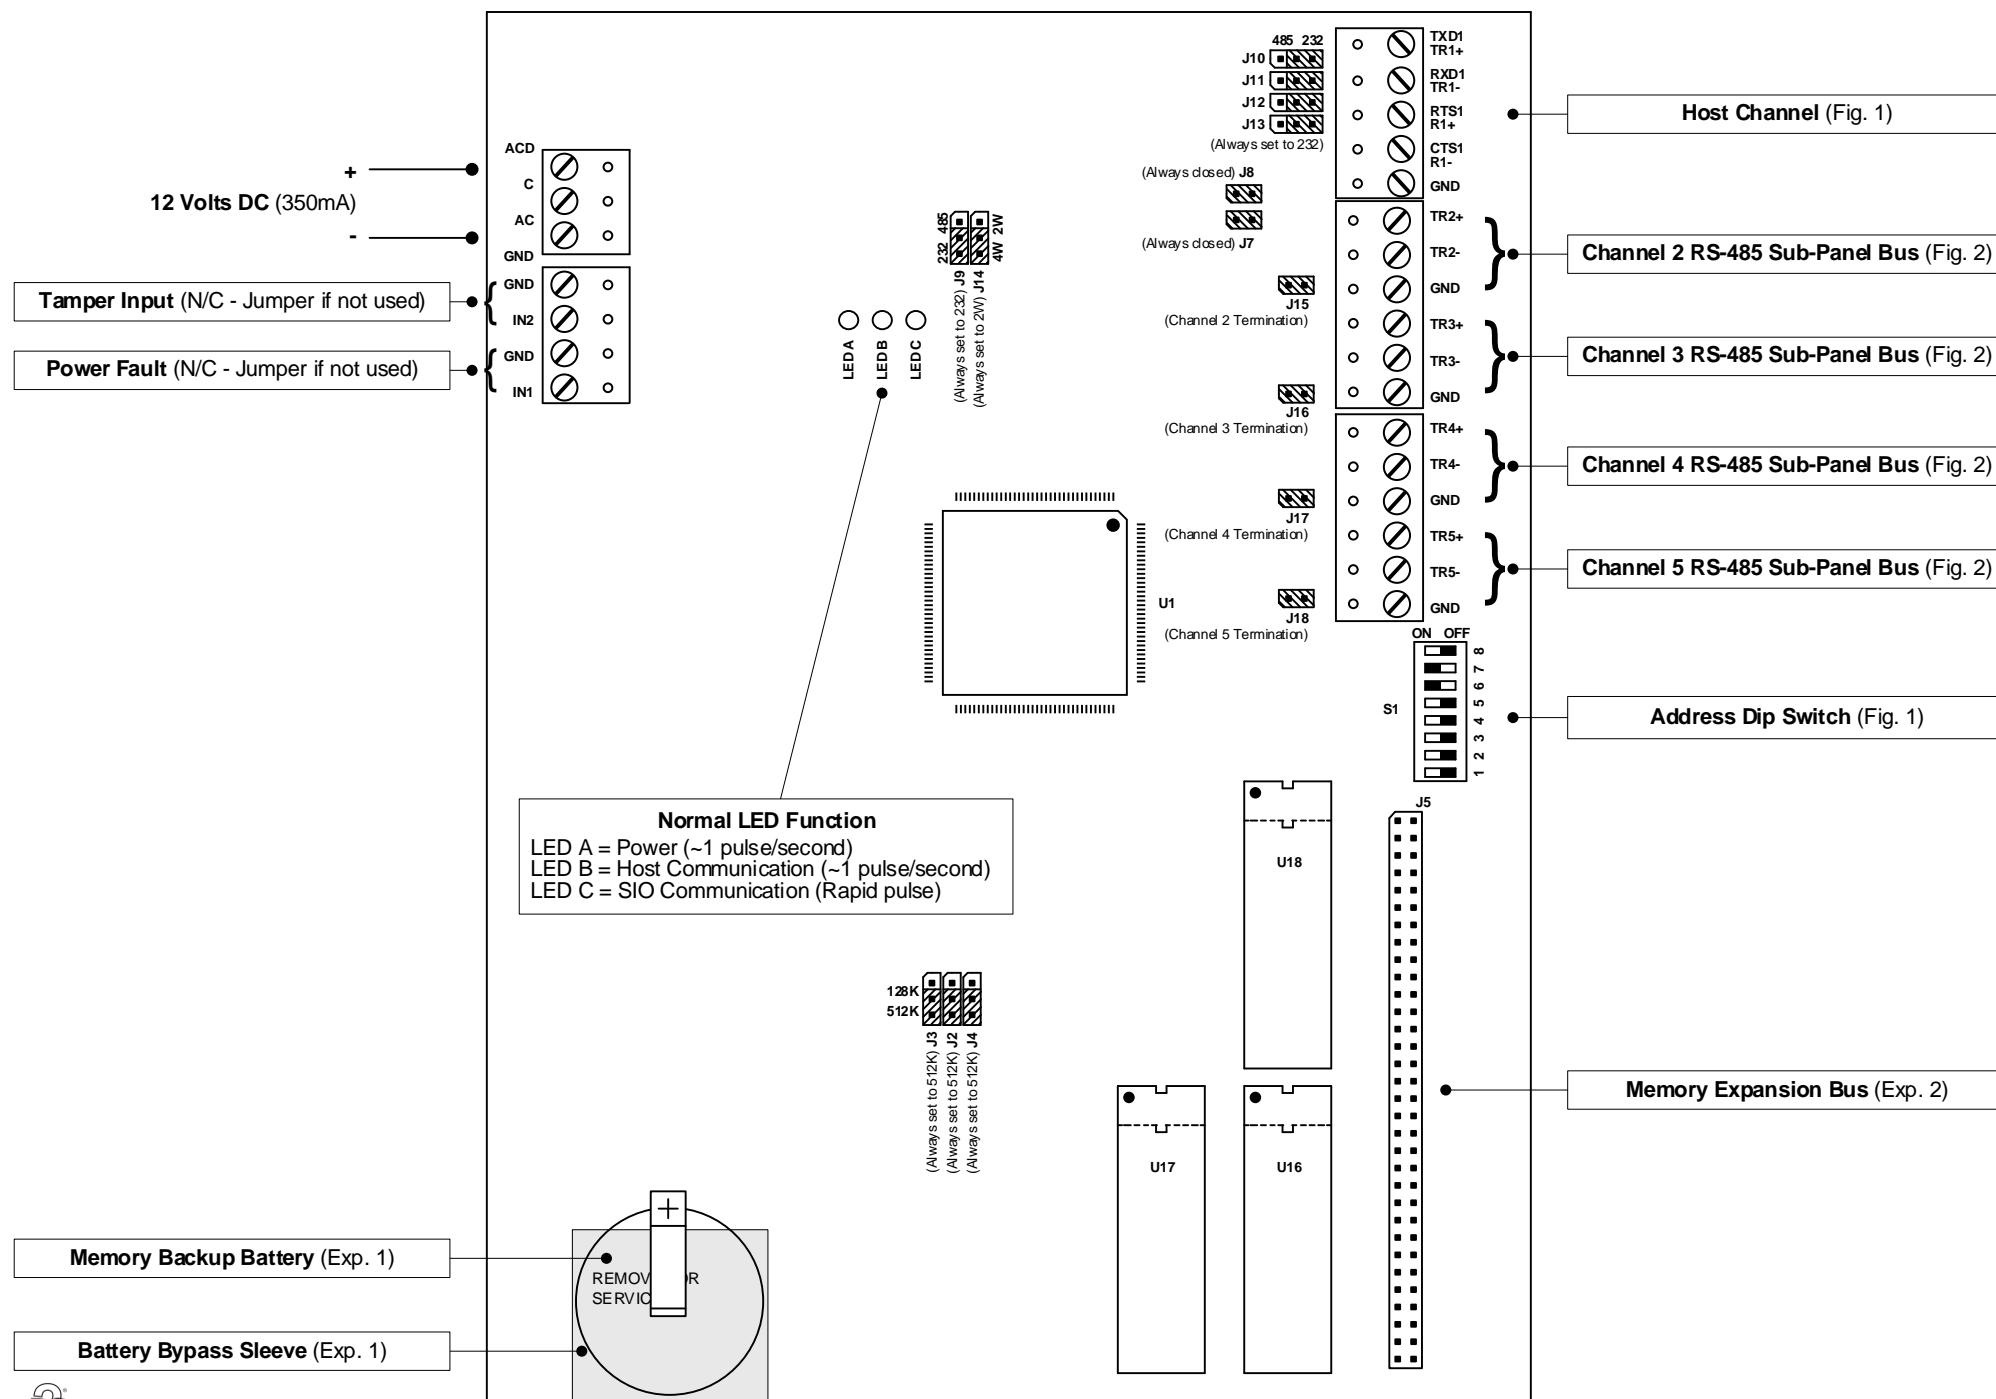 485 232
J10
J11
J12
J13
(Always set to 232)
(Always closed) J8
(Always closed) J7
TXD1
TR1+
RXD1
TR1-
RTS1
R1+
CTS1
R1-
GND
Host Channel (Fig. 1)
+
12 Volts DC (350mA)
-
ACD
C
AC
GND
GND
IN2
GND
IN1
Tamper Input (N/C - Jumper if not used)
Power Fault (N/C - Jumper if not used)
232 485
4W 2W
(Always set to 232) J9
(Always set to 2W) J14
LED A
LED B
LED C
TR2+
TR2-
GND
TR3+
TR3-
GND
TR4+
TR4-
GND
TR5+
TR5-
GND
J15
(Channel 2 Termination)
J16
(Channel 3 Termination)
J17
(Channel 4 Termination)
J18
(Channel 5 Termination)
Channel 2 RS-485 Sub-Panel Bus (Fig. 2)
Channel 3 RS-485 Sub-Panel Bus (Fig. 2)
Channel 4 RS-485 Sub-Panel Bus (Fig. 2)
Channel 5 RS-485 Sub-Panel Bus (Fig. 2)
U1
ON OFF
8
7
6
5
4
3
2
1
S1
Address Dip Switch (Fig. 1)
Normal LED Function
LED A = Power (~1 pulse/second)
LED B = Host Communication (~1 pulse/second)
LED C = SIO Communication (Rapid pulse)
J5
U18
128K
512K
(Always set to 512K) J3
(Always set to 512K) J2
(Always set to 512K) J4
U17
U16
Memory Expansion Bus (Exp. 2)
Memory Backup Battery (Exp. 1)
+
Battery Bypass Sleeve (Exp. 1)